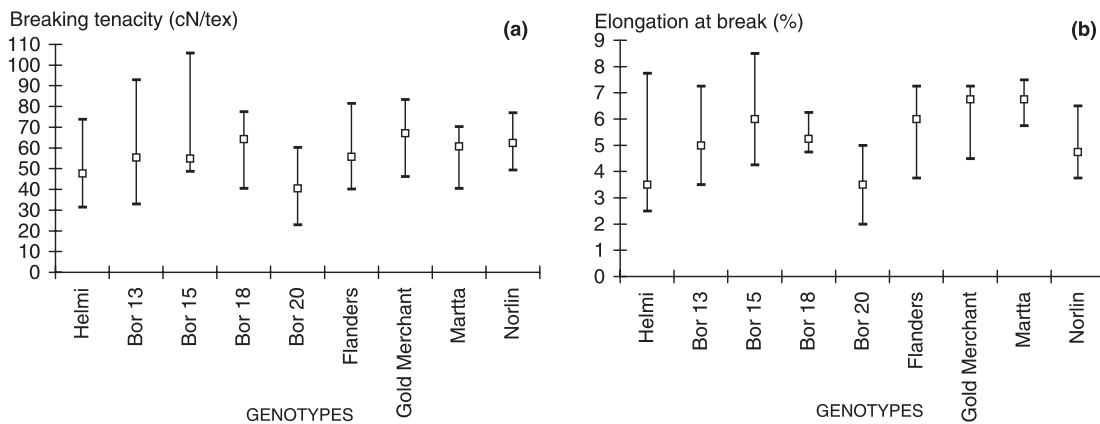 Breaking tenacity (cN/tex)
(a)
110
100
90
80
70
60
50
40
30
20
10
0
Helmi
Bor 13
Bor 15
Bor 18
Bor 20
Flanders
Gold Merchant
Martta
Norlin
GENOTYPES
Elongation at break (%)
(b)
9
8
7
6
5
4
3
2
1
0
Helmi
Bor 13
Bor 15
Bor 18
Bor 20
Flanders
Gold Merchant
Martta
Norlin
GENOTYPES